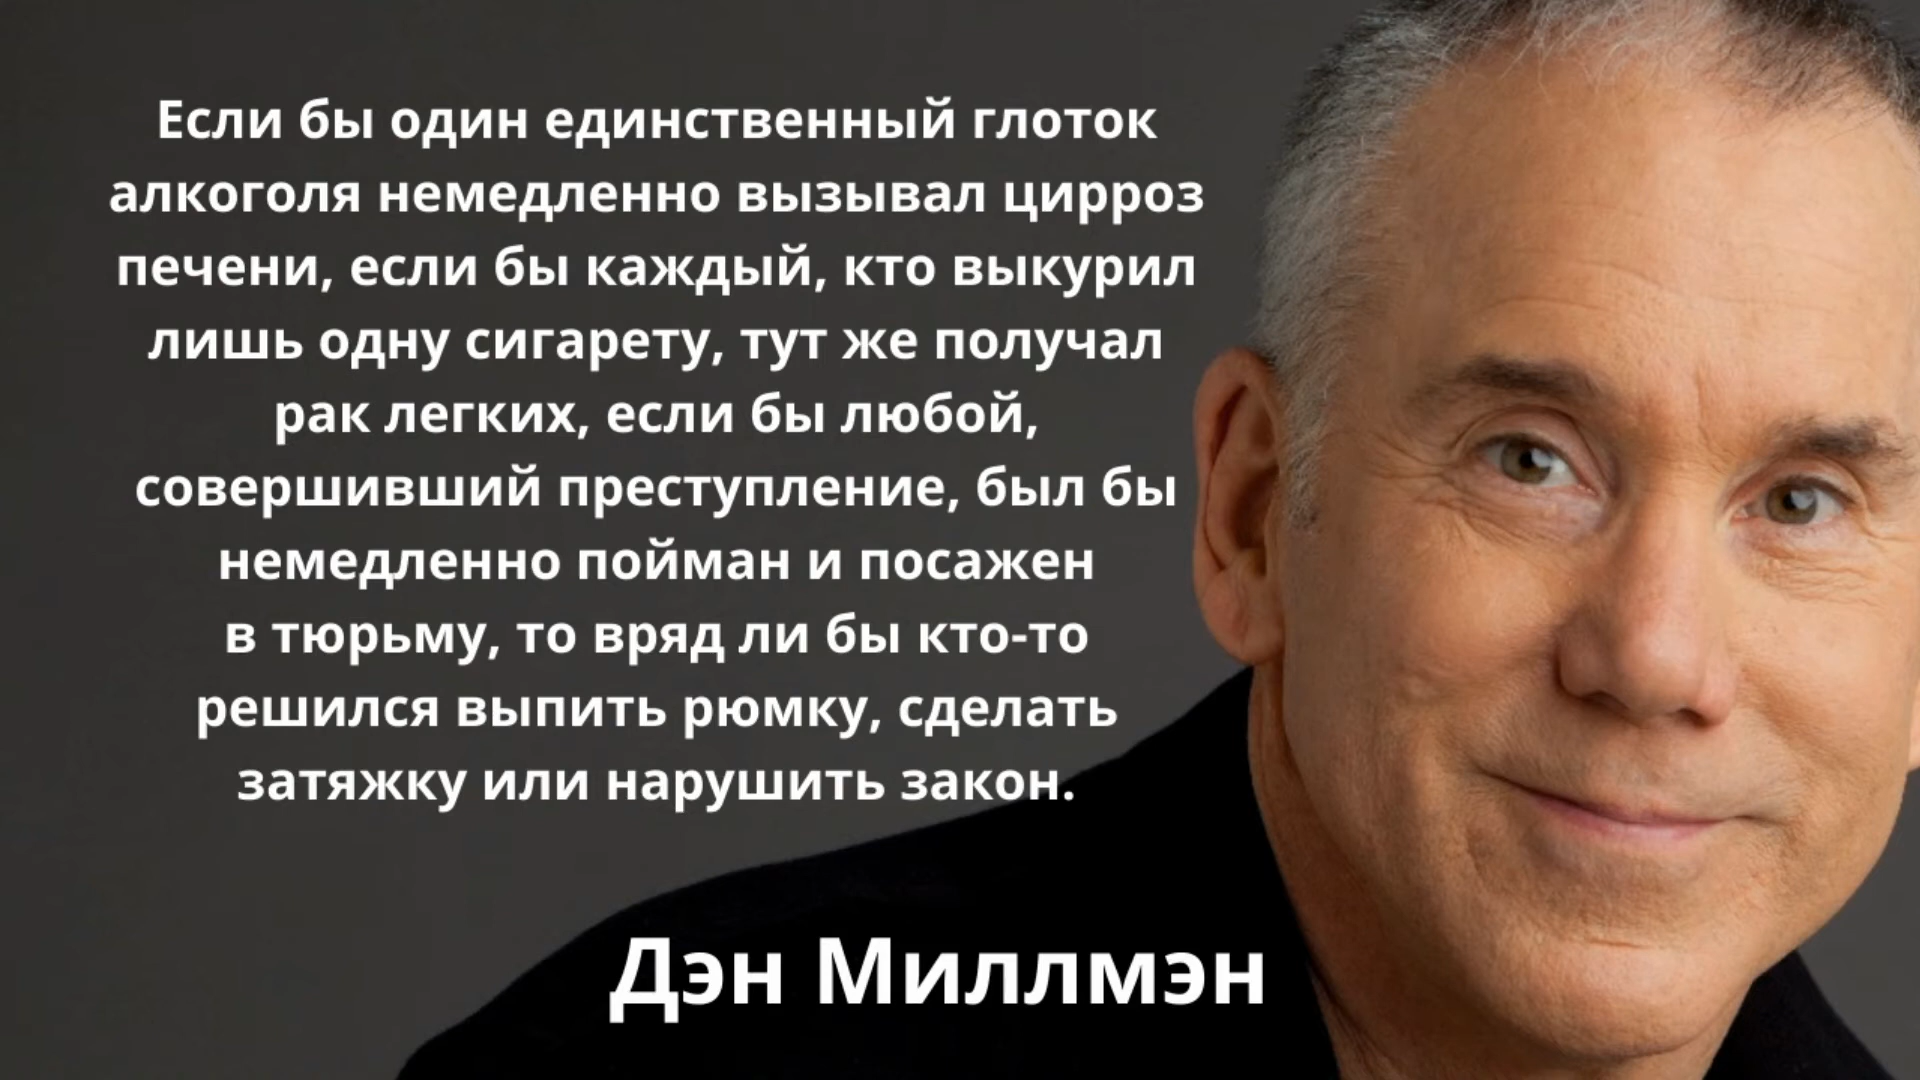 Если бы один единственный глоток
алкоголя немедленно вызывал цирроз
печени, если бы каждый, кто выкурил
лишь одну сигарету, тут же получал
рак легких, если бы любой,
совершивший преступление, был бы
немедленно пойман и посажен
в тюрьму, то вряд ли бы кто-то
решился выпить рюмку, сделать
затяжку или нарушить закон.
Дэн Миллмэн